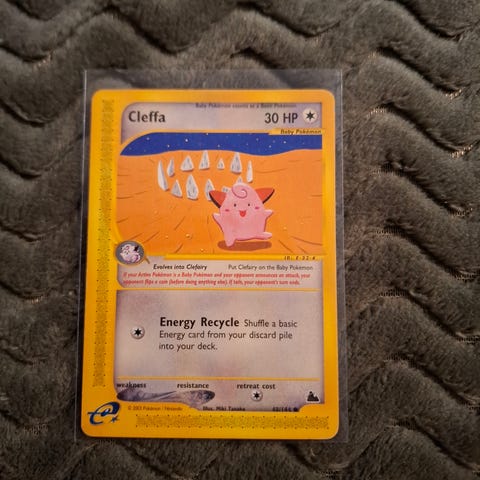 Baby Pokémon counts as a Basic Pokémon
Cleffa
30 HP
Baby Pokémon
Evolves into Clefairy Put Clefairy on the Baby Pokémon
If your Active Pokémon is a Baby Pokémon and your opponent announces an attack, your
opponent flips a coin (before doing anything else). If tails, your opponent's turn ends.
Energy Recycle Shuffle a basic
Energy card from your discard pile
into your deck.
weakness resistance retreat cost
Illus. Miki Tanaka
e